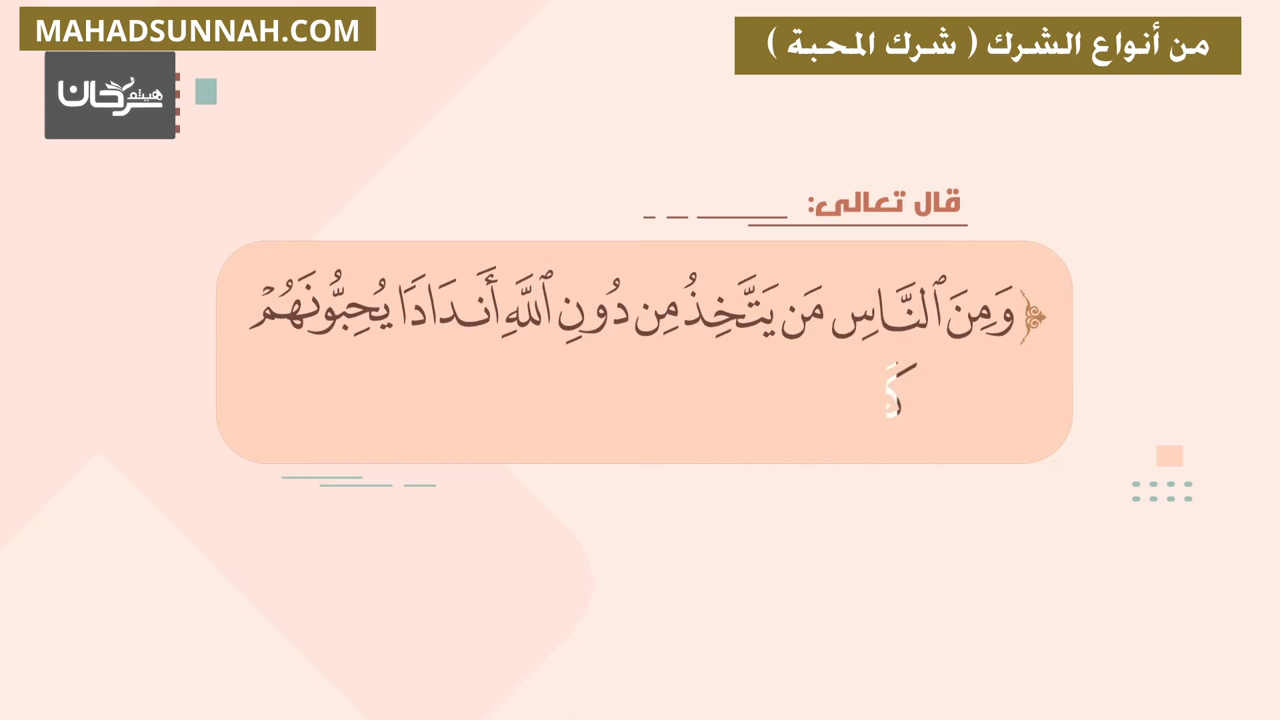 MAHADSUNNAH.COM
من أنواع الشرك ( شرك المحبة )
هيثم سرحان
قال تعالى:
﴿وَمِنَ ٱلنَّاسِ مَن يَتَّخِذُ مِن دُونِ ٱللَّهِ أَندَادًا يُحِبُّونَهُمْ